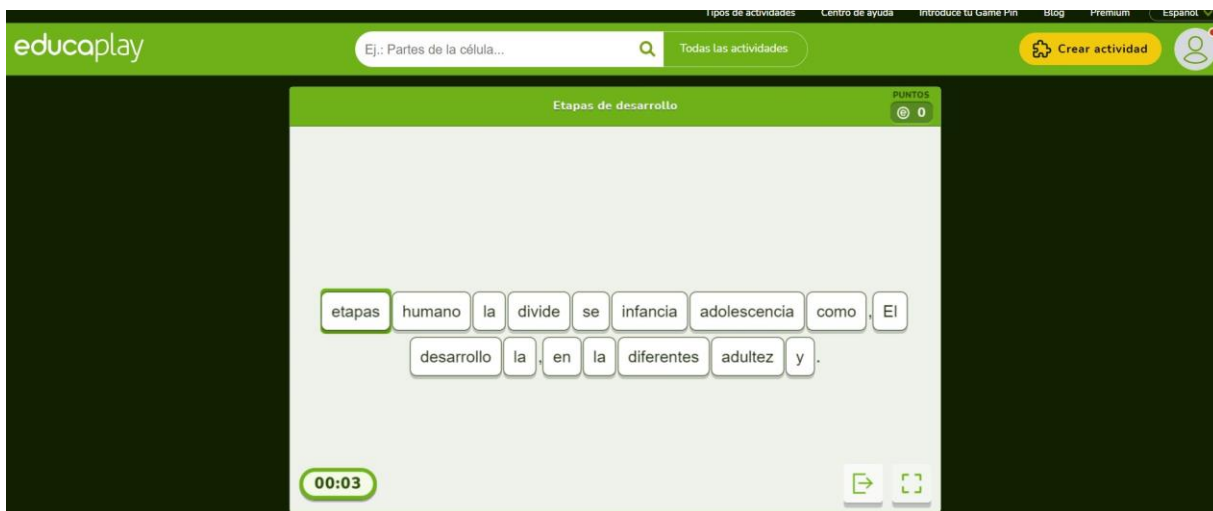 Tipos de actividades Centro de ayuda Introduce tu Game Pin Blog Premium Español
educaplay Ej.: Partes de la célula... Todas las actividades Crear actividad
Etapas de desarrollo PUNTOS
0
etapas humano la divide se infancia adolescencia como , El
desarrollo la , en la diferentes adultez y .
00:03